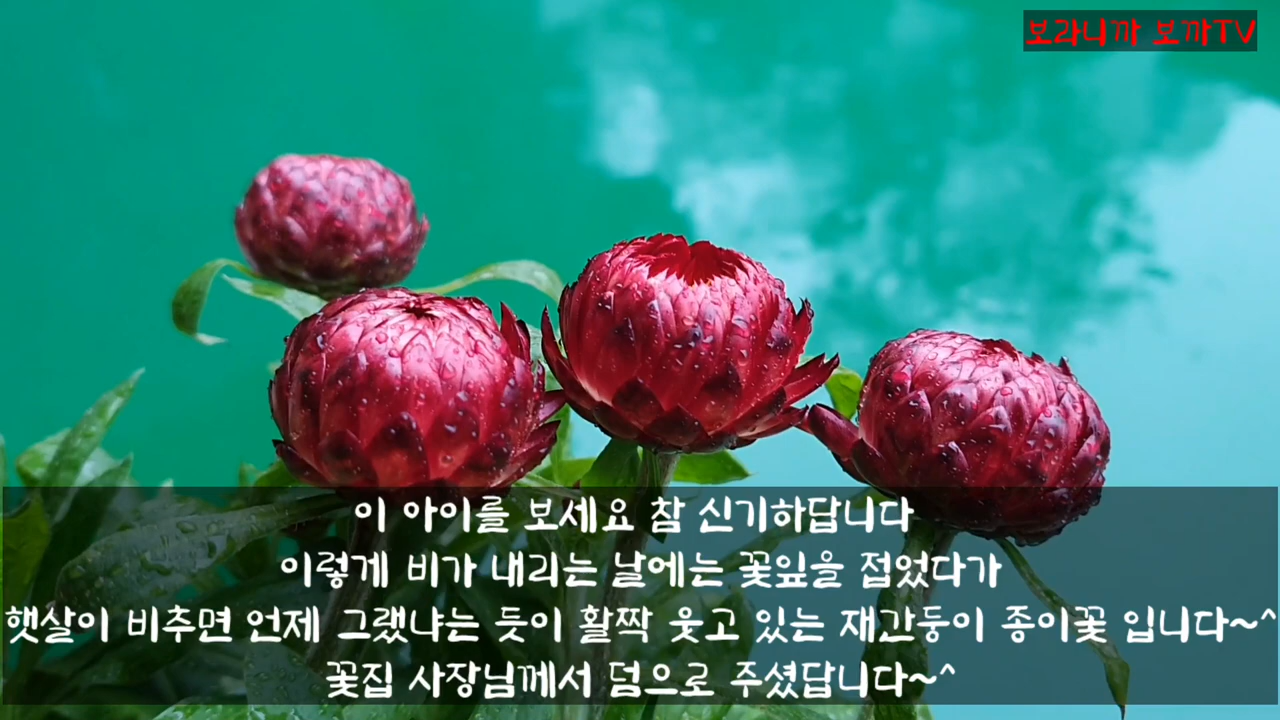 보라니까 보까TV
이 아이를 보세요 참 신기하답니다
이렇게 비가 내리는 날에는 꽃잎을 접었다가
햇살이 비추면 언제 그랬냐는 듯이 활짝 웃고 있는 재간둥이 종이꽃 입니다~^
꽃집 사장님께서 덤으로 주셨답니다~^